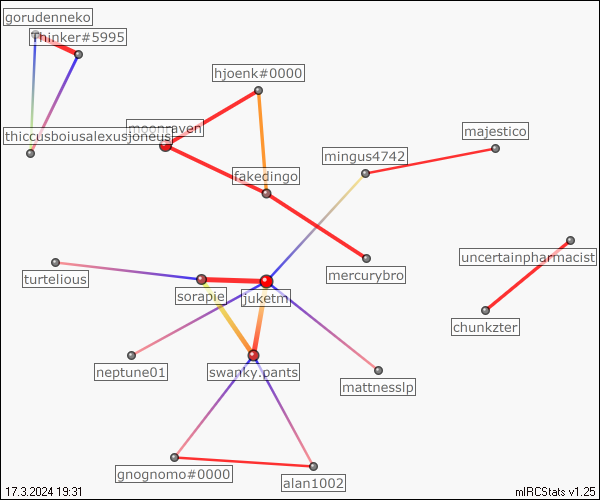 gorudenneko
Thinker#5995
hjoenk#0000
moonraven
thiccusboiusalexusjoneus
majestico
mingus4742
fakedingo
uncertainpharmacist
mercurybro
turtelious
sorapie
juketm
chunkzter
neptune01
swanky.pants
mattnesslp
gnognomo#0000
alan1002
17.3.2024 19:31
mIRCStats v1.25